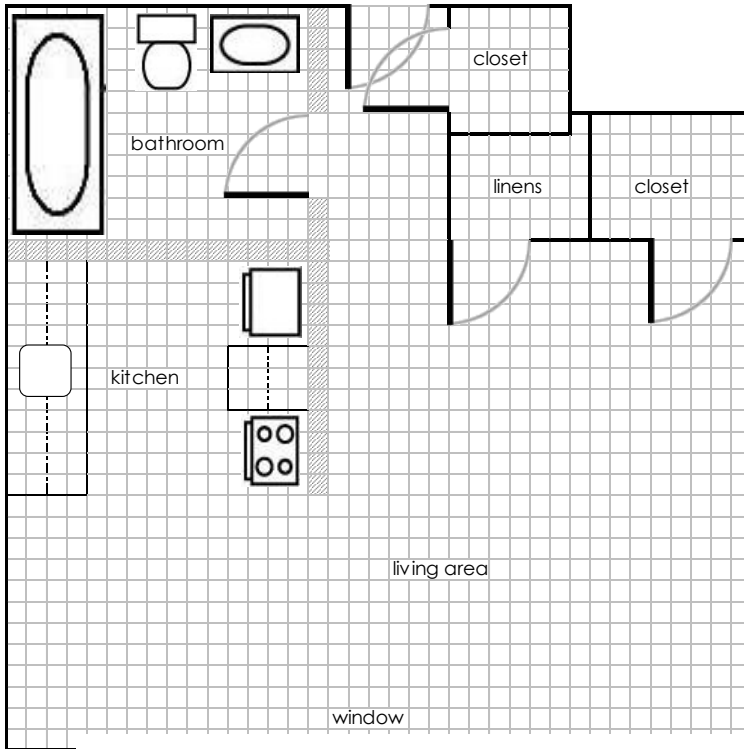 closet
bathroom
linens
closet
kitchen
living area
window